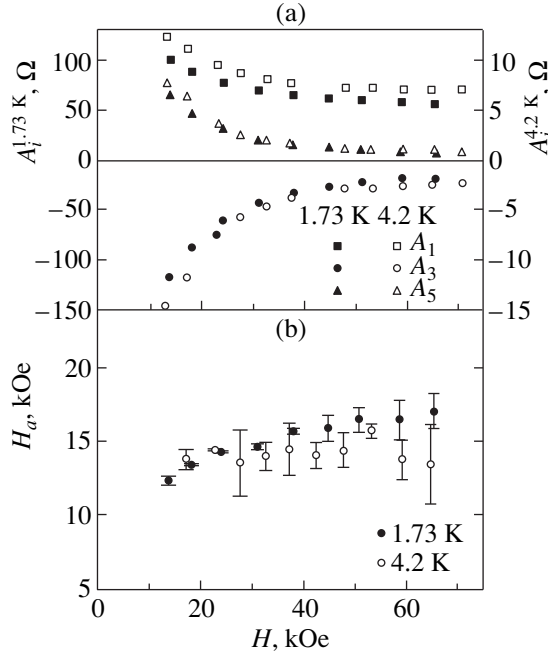 (a)
A_i^{1.73 K}, Ω
A_i^{4.2 K}, Ω
100
50
0
−50
−100
−150
10
5
0
−5
−10
−15
1.73 K 4.2 K
A_1
A_3
A_5
(b)
H_a, kOe
20
15
10
5
1.73 K
4.2 K
0 20 40 60
H, kOe